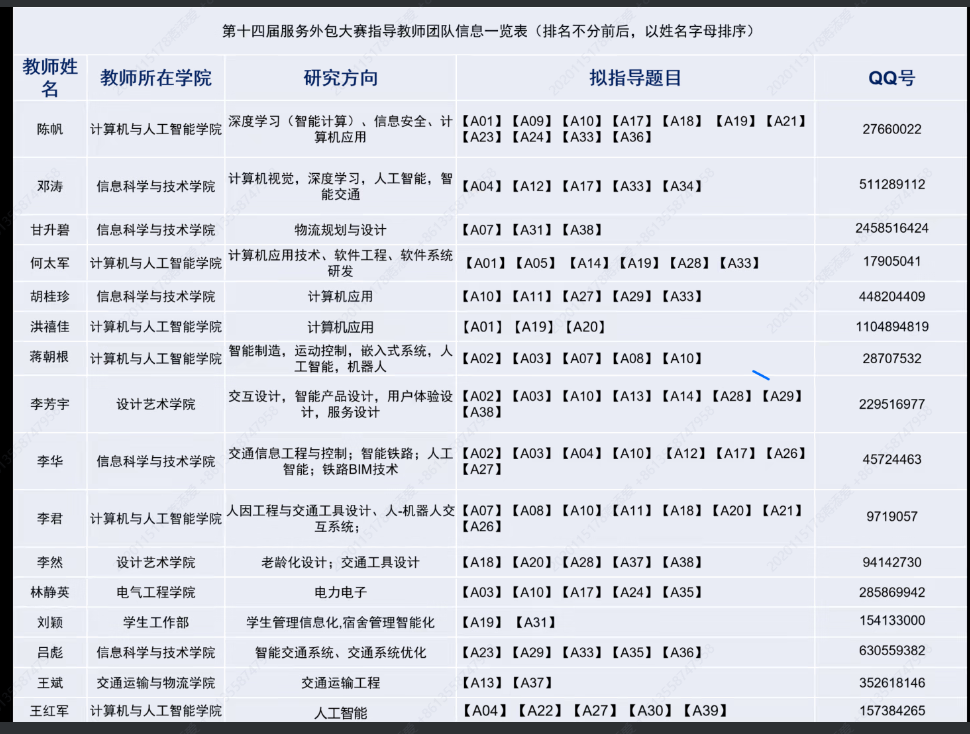 第十四届服务外包大赛指导教师团队信息一览表（排名不分前后，以姓名字母排序）
教师姓名 教师所在学院 研究方向 拟指导题目 QQ号
陈帆 计算机与人工智能学院 深度学习（智能计算）、信息安全、计算机应用 【A01】【A09】【A10】【A17】【A18】 【A19】【A21】【A23】【A24】【A33】【A36】 27660022
邓涛 信息科学与技术学院 计算机视觉，深度学习，人工智能，智能交通 【A04】【A12】【A17】【A33】【A34】 511289112
甘升碧 信息科学与技术学院 物流规划与设计 【A07】【A31】【A38】 2458516424
何太军 计算机与人工智能学院 计算机应用技术、软件工程、软件系统研发 【A01】【A05】 【A14】【A19】【A28】【A33】 17905041
胡桂珍 信息科学与技术学院 计算机应用 【A10】【A11】【A27】【A29】【A33】 448204409
洪禧佳 计算机与人工智能学院 计算机应用 【A01】【A19】【A20】 1104894819
蒋朝根 计算机与人工智能学院 智能制造，运动控制，嵌入式系统，人工智能，机器人 【A02】【A03】【A07】【A08】【A10】 28707532
李芳宇 设计艺术学院 交互设计，智能产品设计，用户体验设计，服务设计 【A02】【A03】【A10】【A13】【A14】【A28】【A29】【A38】 229516977
李华 信息科学与技术学院 交通信息工程与控制；智能铁路；人工智能；铁路BIM技术 【A02】【A03】【A04】【A10】 【A12】【A17】【A26】【A27】 45724463
李君 计算机与人工智能学院 人因工程与交通工具设计、人-机器人交互系统； 【A07】【A08】【A10】【A11】【A18】【A20】【A21】【A26】 9719057
李然 设计艺术学院 老龄化设计；交通工具设计 【A18】【A20】【A28】【A37】【A38】 94142730
林静英 电气工程学院 电力电子 【A03】【A10】【A17】【A24】【A35】 285869942
刘颖 学生工作部 学生管理信息化,宿舍管理智能化 【A19】 【A31】 154133000
吕彪 信息科学与技术学院 智能交通系统、交通系统优化 【A23】【A29】【A33】【A35】【A36】 630559382
王斌 交通运输与物流学院 交通运输工程 【A13】【A37】 352618146
王红军 计算机与人工智能学院 人工智能 【A04】【A22】【A27】【A30】【A39】 157384265